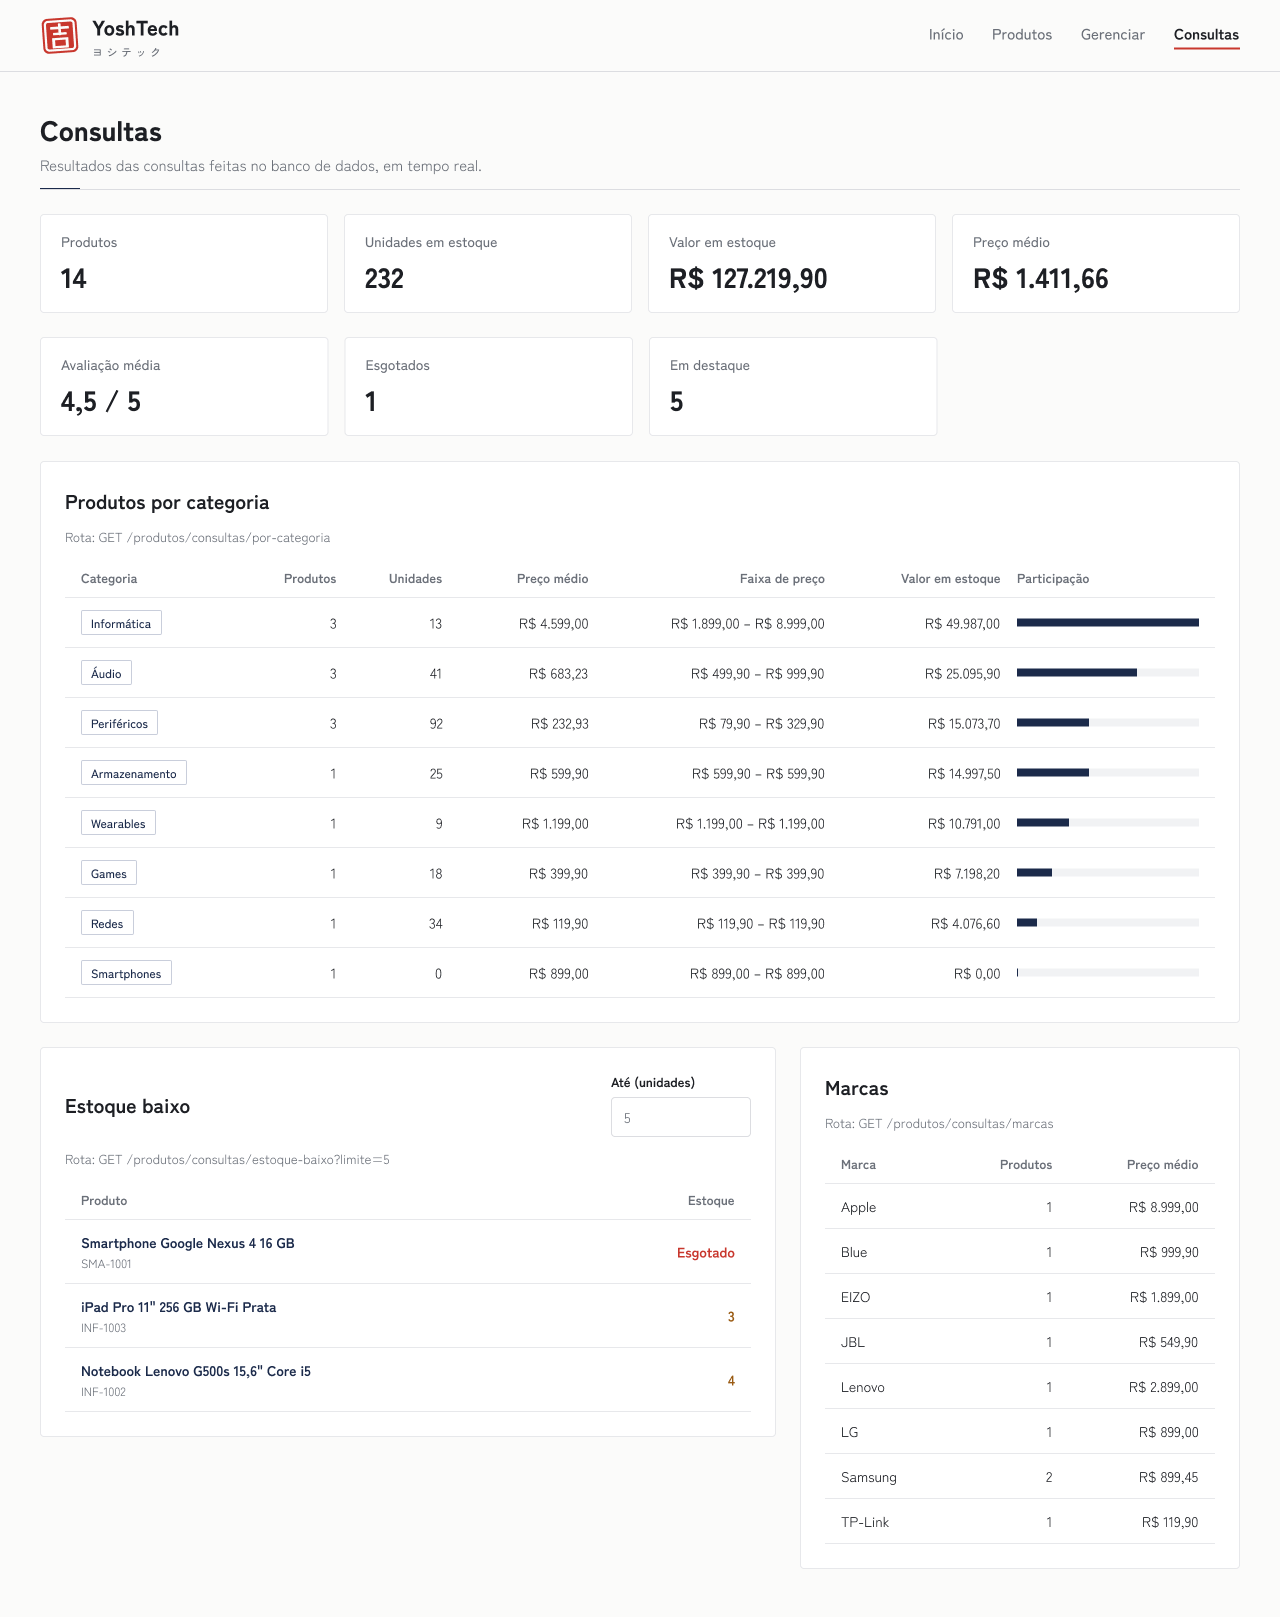 吉
YoshTech
ヨシテック
Início Produtos Gerenciar Consultas
Consultas
Resultados das consultas feitas no banco de dados, em tempo real.
Produtos Unidades em estoque Valor em estoque Preço médio
14 232 R$ 127.219,90 R$ 1.411,66
Avaliação média Esgotados Em destaque
4,5 / 5 1 5
Produtos por categoria
Rota: GET /produtos/consultas/por-categoria
Categoria Produtos Unidades Preço médio Faixa de preço Valor em estoque Participação
Informática 3 13 R$ 4.599,00 R$ 1.899,00 – R$ 8.999,00 R$ 49.987,00
Áudio 3 41 R$ 683,23 R$ 499,90 – R$ 999,90 R$ 25.095,90
Periféricos 3 92 R$ 232,93 R$ 79,90 – R$ 329,90 R$ 15.073,70
Armazenamento 1 25 R$ 599,90 R$ 599,90 – R$ 599,90 R$ 14.997,50
Wearables 1 9 R$ 1.199,00 R$ 1.199,00 – R$ 1.199,00 R$ 10.791,00
Games 1 18 R$ 399,90 R$ 399,90 – R$ 399,90 R$ 7.198,20
Redes 1 34 R$ 119,90 R$ 119,90 – R$ 119,90 R$ 4.076,60
Smartphones 1 0 R$ 899,00 R$ 899,00 – R$ 899,00 R$ 0,00
Estoque baixo
Até (unidades)
5
Rota: GET /produtos/consultas/estoque-baixo?limite=5
Produto Estoque
Smartphone Google Nexus 4 16 GB
SMA-1001
Esgotado
iPad Pro 11" 256 GB Wi-Fi Prata
INF-1003
3
Notebook Lenovo G500s 15,6" Core i5
INF-1002
4
Marcas
Rota: GET /produtos/consultas/marcas
Marca Produtos Preço médio
Apple 1 R$ 8.999,00
Blue 1 R$ 999,90
EIZO 1 R$ 1.899,00
JBL 1 R$ 549,90
Lenovo 1 R$ 2.899,00
LG 1 R$ 899,00
Samsung 2 R$ 899,45
TP-Link 1 R$ 119,90